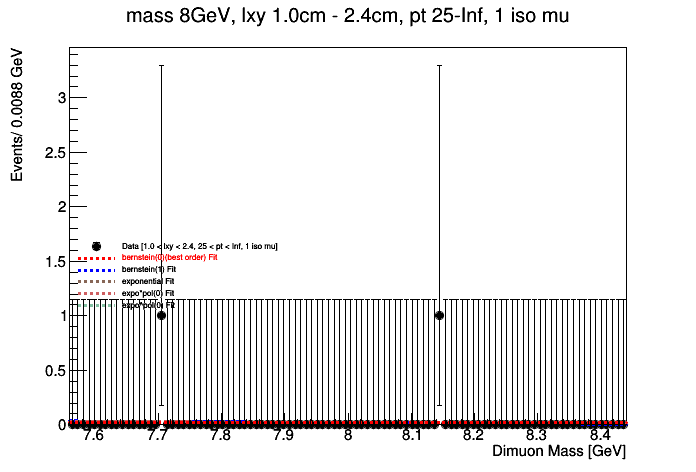 mass 8GeV, lxy 1.0cm - 2.4cm, pt 25-Inf, 1 iso mu
Events/ 0.0088 GeV
3
2.5
2
1.5
1
0.5
0
Data [1.0 < lxy < 2.4, 25 < pt < Inf, 1 iso mu]
bernstein(0)(best order) Fit
bernstein(1) Fit
exponential Fit
expo*pol(0) Fit
expo*pol(0) Fit
7.6 7.7 7.8 7.9 8 8.1 8.2 8.3 8.4
Dimuon Mass [GeV]